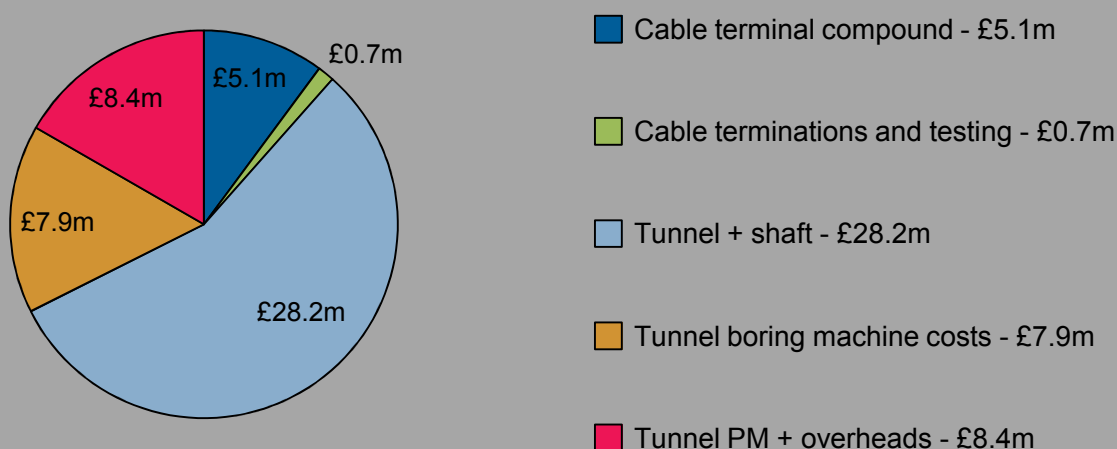 £5.1m
£0.7m
£28.2m
£7.9m
£8.4m
Cable terminal compound - £5.1m
Cable terminations and testing - £0.7m
Tunnel + shaft - £28.2m
Tunnel boring machine costs - £7.9m
Tunnel PM + overheads - £8.4m